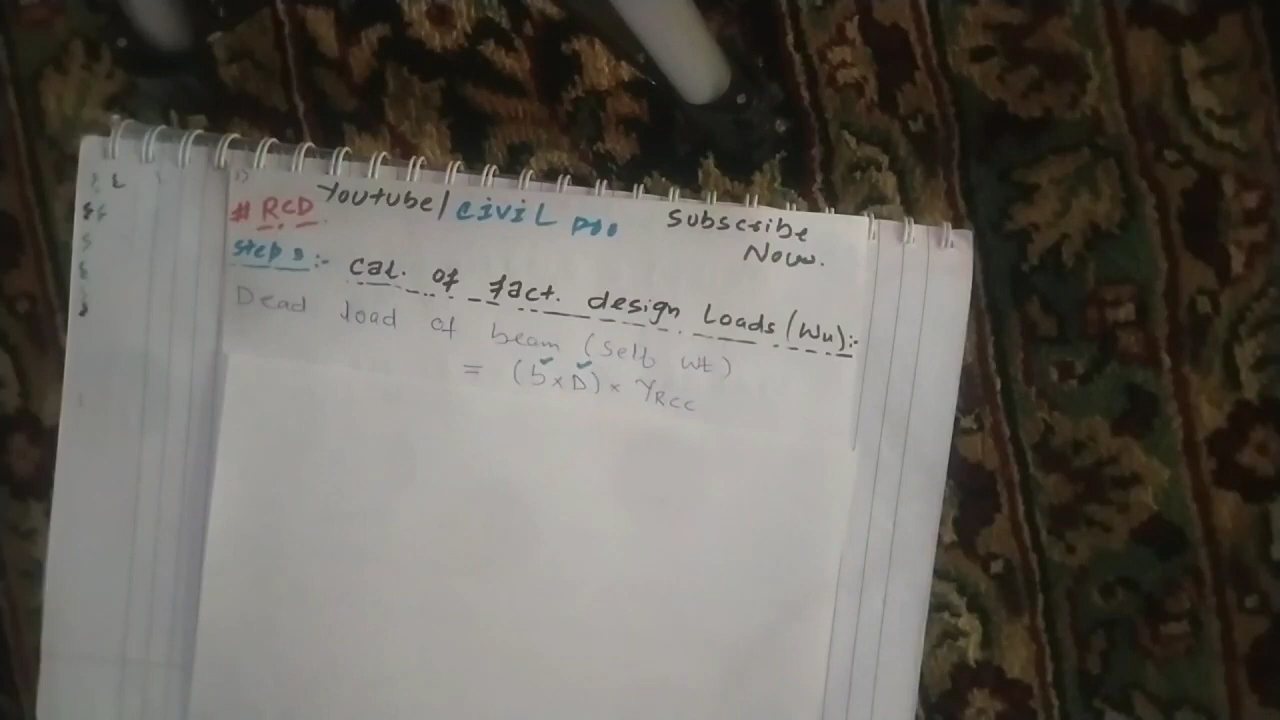 # RCD Youtube/ civil pro Subscribe
Now.
step 3:- cal. of fact. design Loads (Wu):-
Dead load of beam (Self wt)
= (b × D) × γRCC